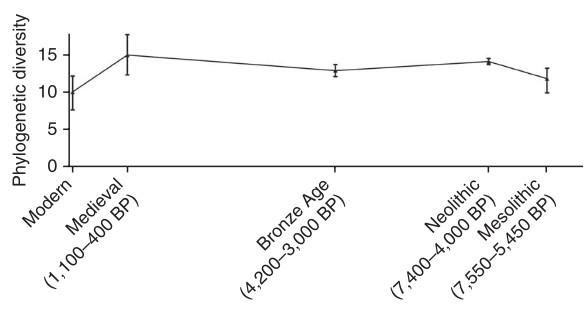 Phylogenetic diversity
15
10
5
0
Modern
Medieval
(1,100–400 BP)
Bronze Age
(4,200–3,000 BP)
Neolithic
(7,400–4,000 BP)
Mesolithic
(7,550–5,450 BP)